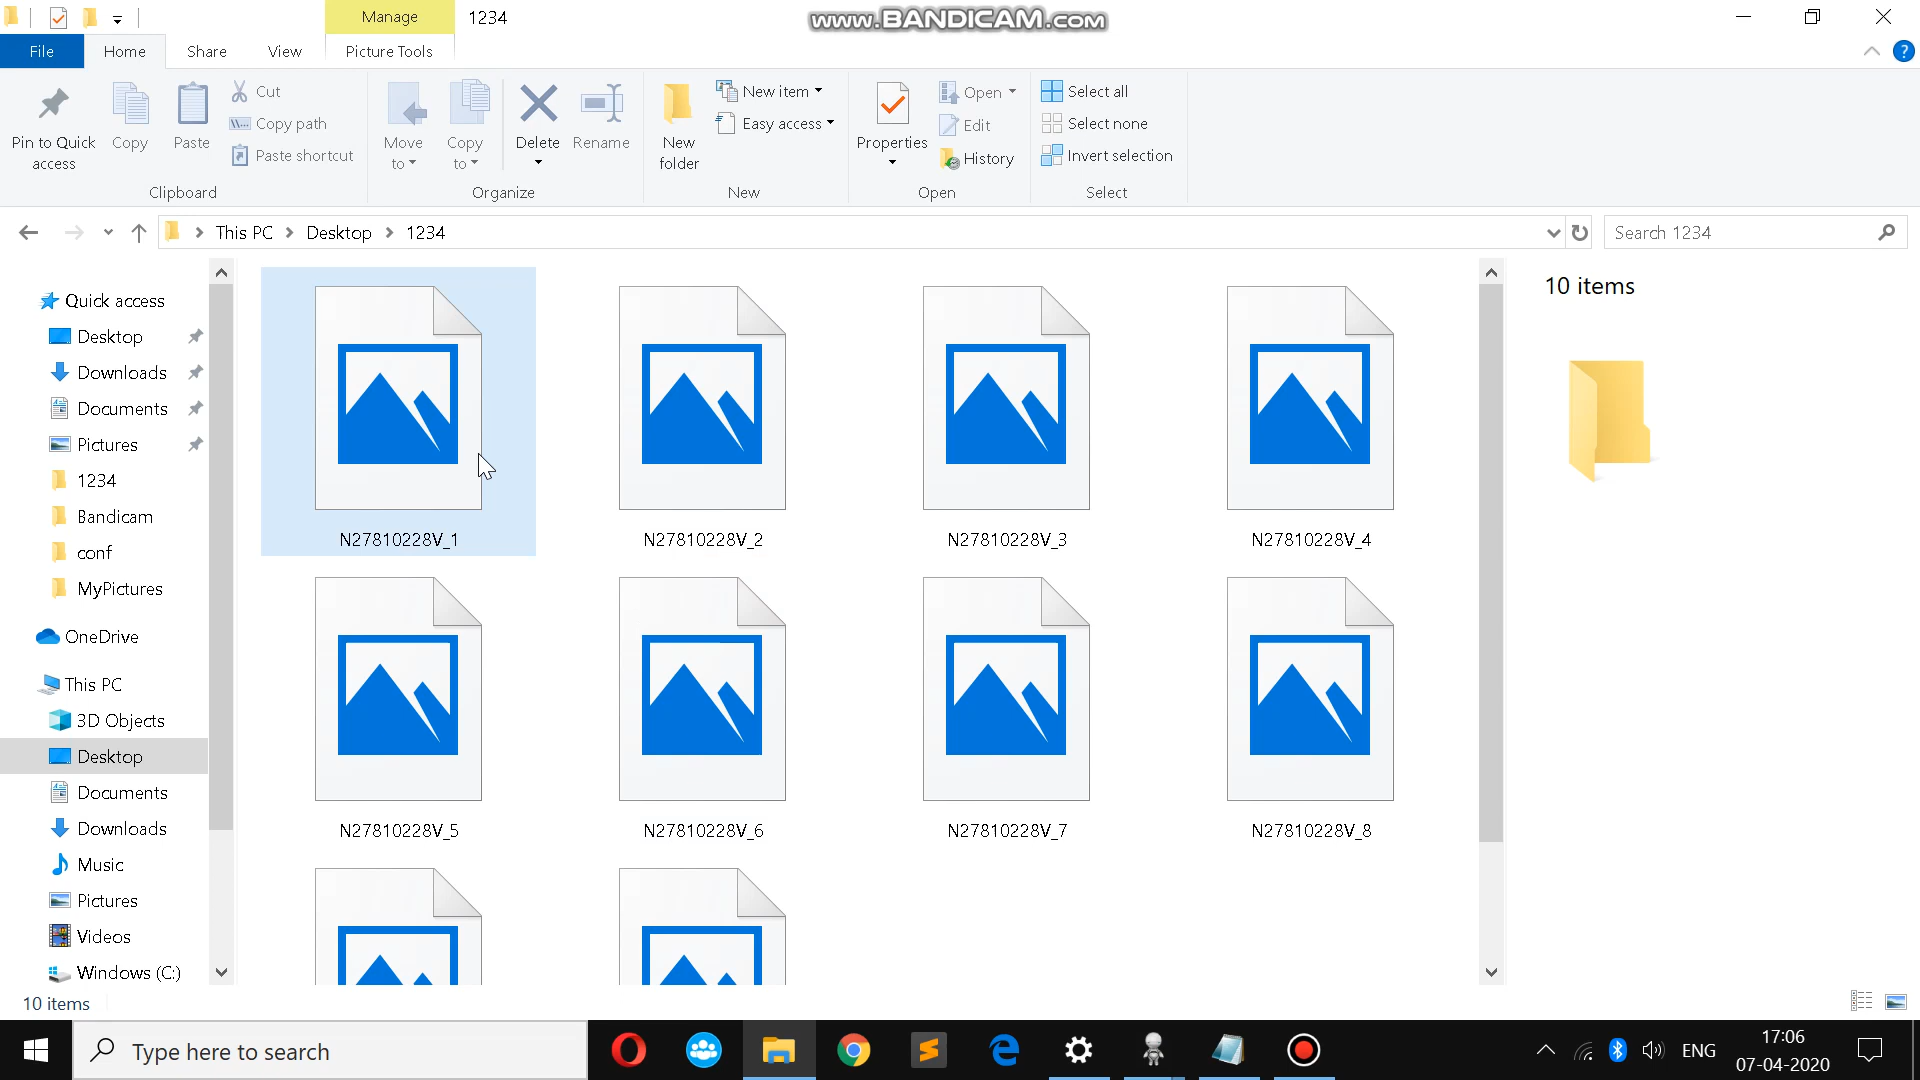 Manage
1234
www.BANDICAM.com
File
Home
Share
View
Picture Tools
?
Pin to Quick
access
Copy
Paste
Cut
Copy path
Paste shortcut
Clipboard
Move
to
Copy
to
Delete
Rename
Organize
New
folder
New item
Easy access
New
Properties
Open
Edit
History
Open
Select all
Select none
Invert selection
Select
This PC
Desktop
1234
Search 1234
Quick access
Desktop
Downloads
Documents
Pictures
1234
Bandicam
conf
MyPictures
OneDrive
This PC
3D Objects
Desktop
Documents
Downloads
Music
Pictures
Videos
Windows (C:)
N27810228V_1
N27810228V_2
N27810228V_3
N27810228V_4
N27810228V_5
N27810228V_6
N27810228V_7
N27810228V_8
10 items
10 items
Type here to search
ENG
17:06
07-04-2020